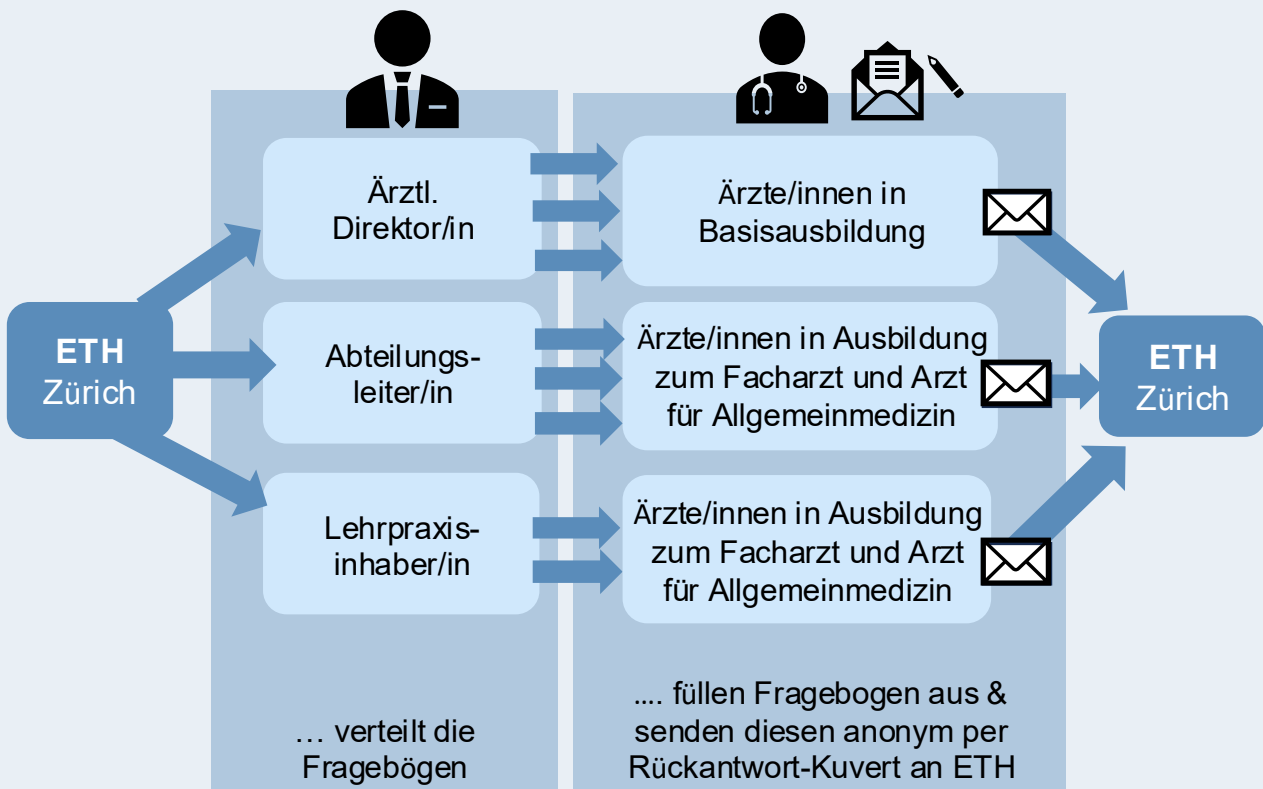 ETH
Zürich
Ärztl.
Direktor/in
Abteilungs-
leiter/in
Lehrpraxis-
inhaber/in
... verteilt die
Fragebögen
Ärzte/innen in
Basisausbildung
Ärzte/innen in Ausbildung
zum Facharzt und Arzt
für Allgemeinmedizin
Ärzte/innen in Ausbildung
zum Facharzt und Arzt
für Allgemeinmedizin
.... füllen Fragebogen aus &
senden diesen anonym per
Rückantwort-Kuvert an ETH
ETH
Zürich